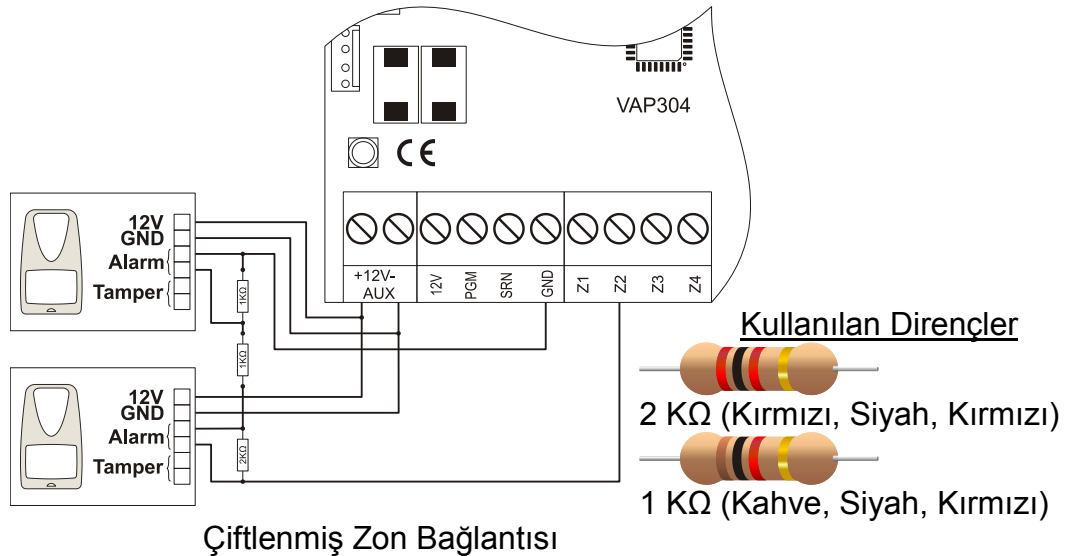 VAP304
CE
12V
GND
Alarm
Tamper
1KΩ
1KΩ
+12V-
AUX
12V
PGM
SRN
GND
Z1
Z2
Z3
Z4
12V
GND
Alarm
Tamper
2KΩ
Kullanılan Dirençler
2 KΩ (Kırmızı, Siyah, Kırmızı)
1 KΩ (Kahve, Siyah, Kırmızı)
Çiftlenmiş Zon Bağlantısı